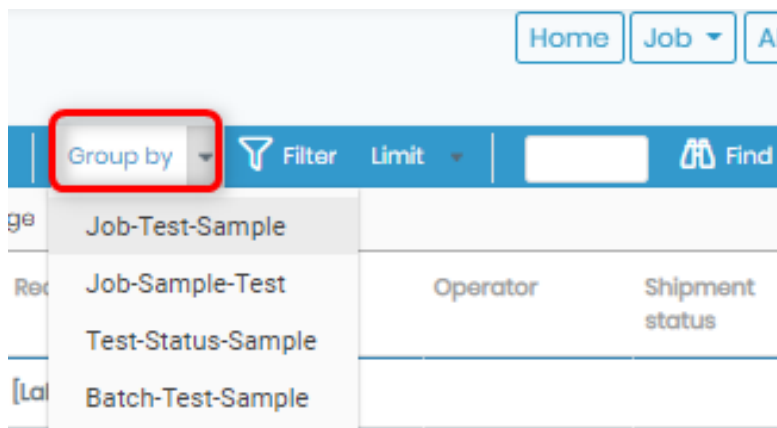 Home Job
Group by Filter Limit Find
Job-Test-Sample
Job-Sample-Test Operator Shipment
status
Test-Status-Sample
Batch-Test-Sample